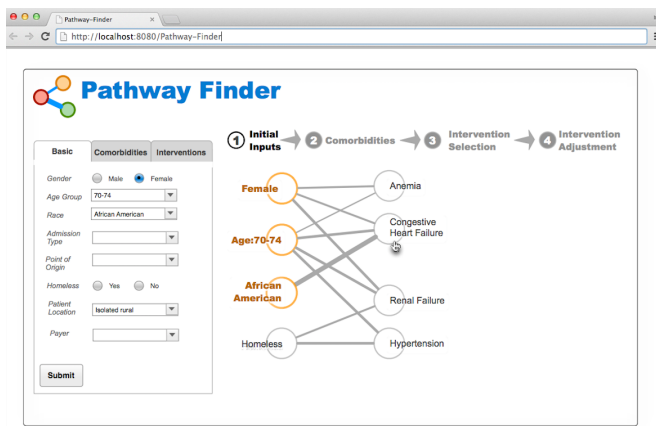 Pathway-Finder
http://localhost:8080/Pathway-Finder
Pathway Finder
Basic
Comorbidities
Interventions
Gender
Male
Female
Age Group
70-74
Race
African American
Admission
Type
Point of
Origin
Homeless
Yes
No
Patient
Location
Isolated rural
Payer
Submit
1
Initial
Inputs
2
Comorbidities
3
Intervention
Selection
4
Intervention
Adjustment
Female
Anemia
Congestive
Heart Failure
Age:70-74
African
American
Renal Failure
Homeless
Hypertension